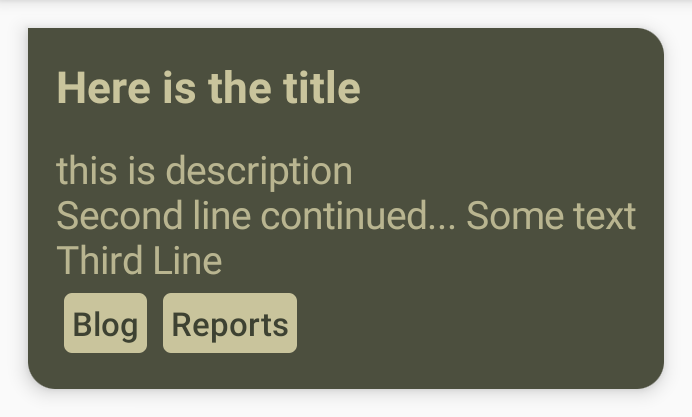 Here is the title
this is description
Second line continued... Some text
Third Line
Blog Reports